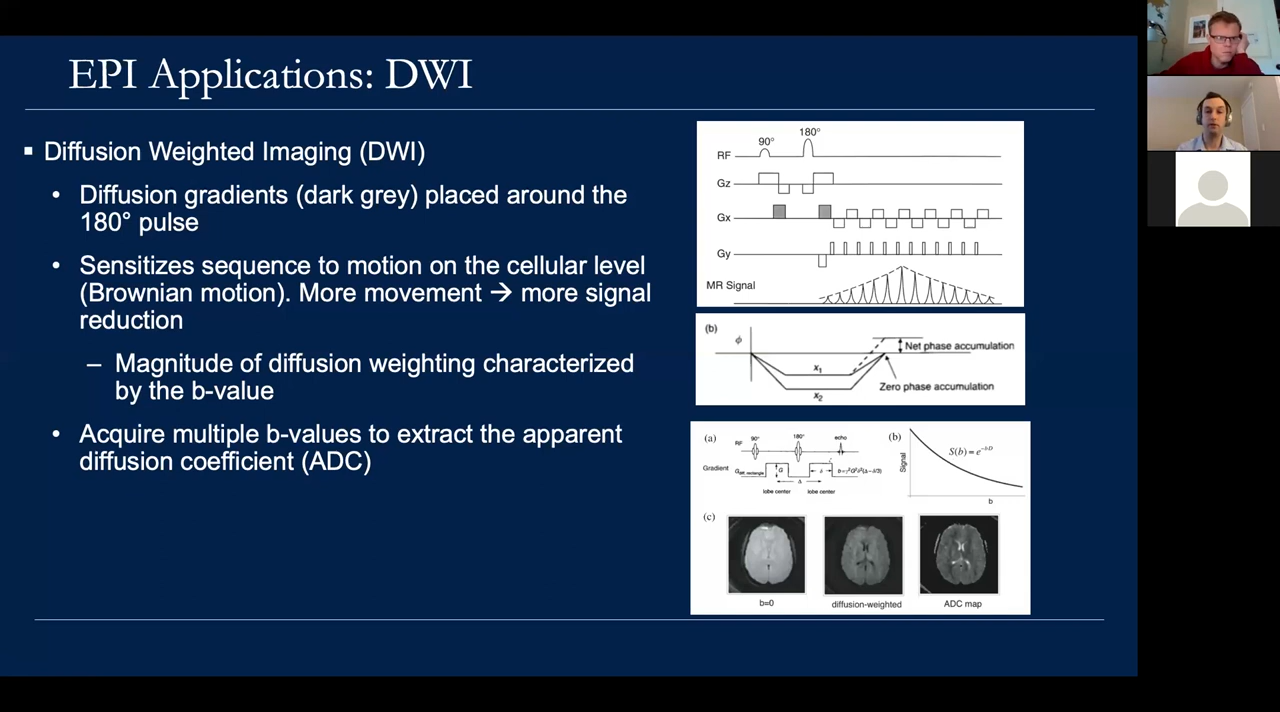 EPI Applications: DWI
▪ Diffusion Weighted Imaging (DWI)
• Diffusion gradients (dark grey) placed around the
180° pulse
• Sensitizes sequence to motion on the cellular level
(Brownian motion). More movement → more signal
reduction
– Magnitude of diffusion weighting characterized
by the b-value
• Acquire multiple b-values to extract the apparent
diffusion coefficient (ADC)
90° 180°
RF
Gz
Gx
Gy
MR Signal
(b)
ϕ
Net phase accumulation
x₁
Zero phase accumulation
x₂
(a)
RF
90° 180° echo
Gradient
G
δ
Δ
lobe center lobe center
(b)
Signal
S(b) = e^{-bD}
b
(c)
b=0 diffusion-weighted ADC map